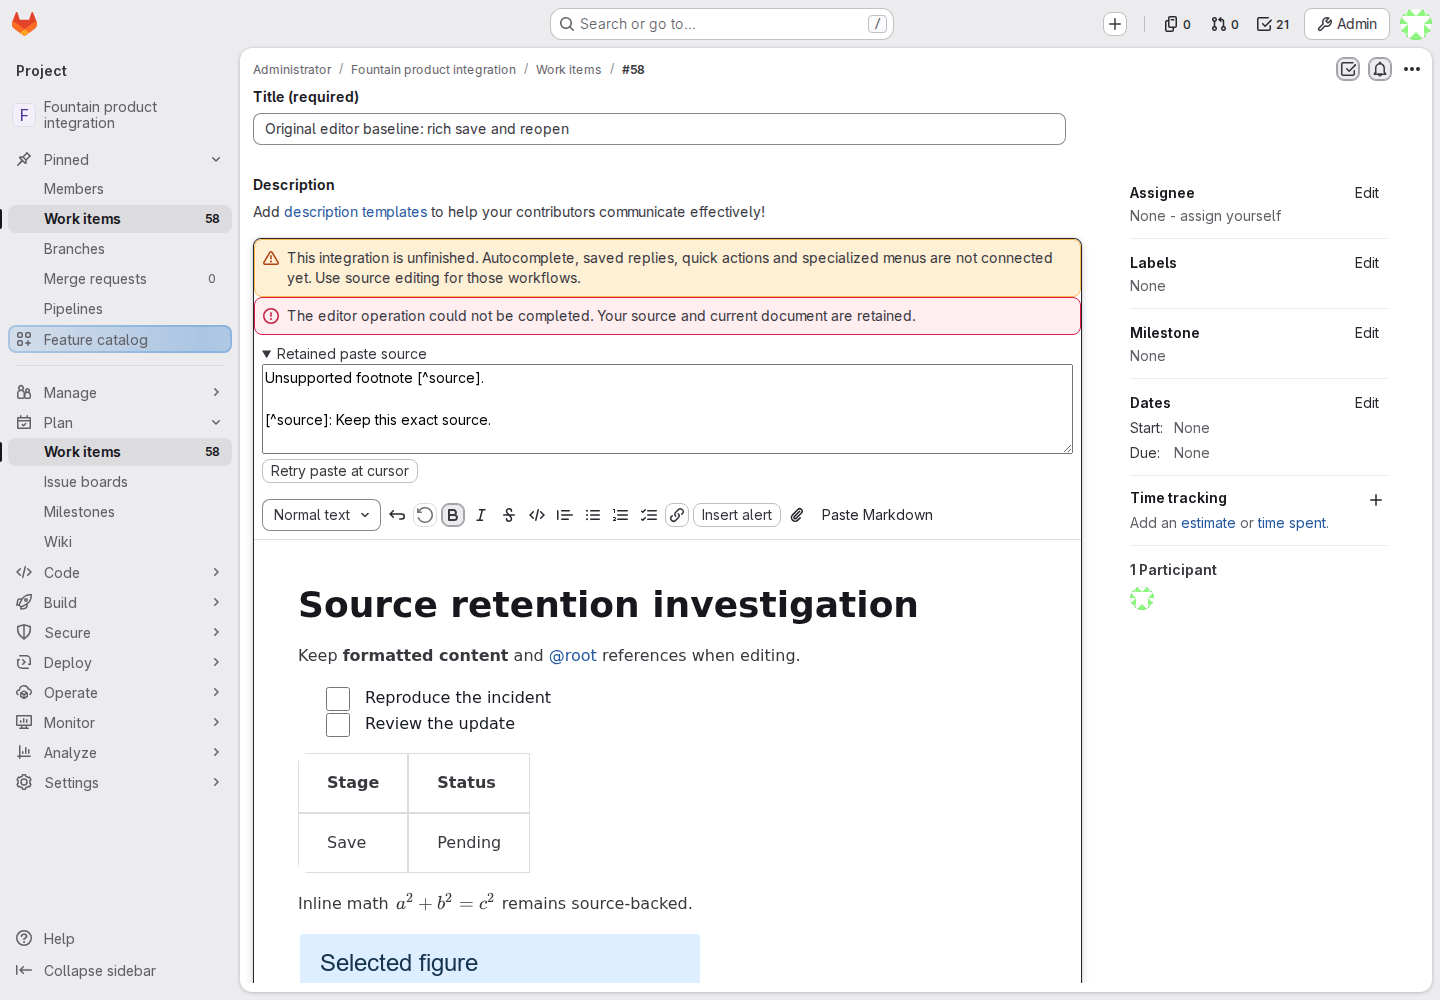 Search or go to...
/
0
0
21
Admin
Project
F
Fountain product
integration
Pinned
Members
Work items
58
Branches
Merge requests
0
Pipelines
Feature catalog
Manage
Plan
Work items
58
Issue boards
Milestones
Wiki
Code
Build
Secure
Deploy
Operate
Monitor
Analyze
Settings
Help
Collapse sidebar
Administrator / Fountain product integration / Work items / #58
Title (required)
Original editor baseline: rich save and reopen
Description
Add description templates to help your contributors communicate effectively!
This integration is unfinished. Autocomplete, saved replies, quick actions and specialized menus are not connected
yet. Use source editing for those workflows.
The editor operation could not be completed. Your source and current document are retained.
Retained paste source
Unsupported footnote [^source].
[^source]: Keep this exact source.
Retry paste at cursor
Normal text
Insert alert
Paste Markdown
Source retention investigation
Keep formatted content and @root references when editing.
Reproduce the incident
Review the update
Stage Status
Save Pending
Inline math a² + b² = c² remains source-backed.
Selected figure
Assignee
Edit
None - assign yourself
Labels
Edit
None
Milestone
Edit
None
Dates
Edit
Start: None
Due: None
Time tracking
Add an estimate or time spent.
1 Participant